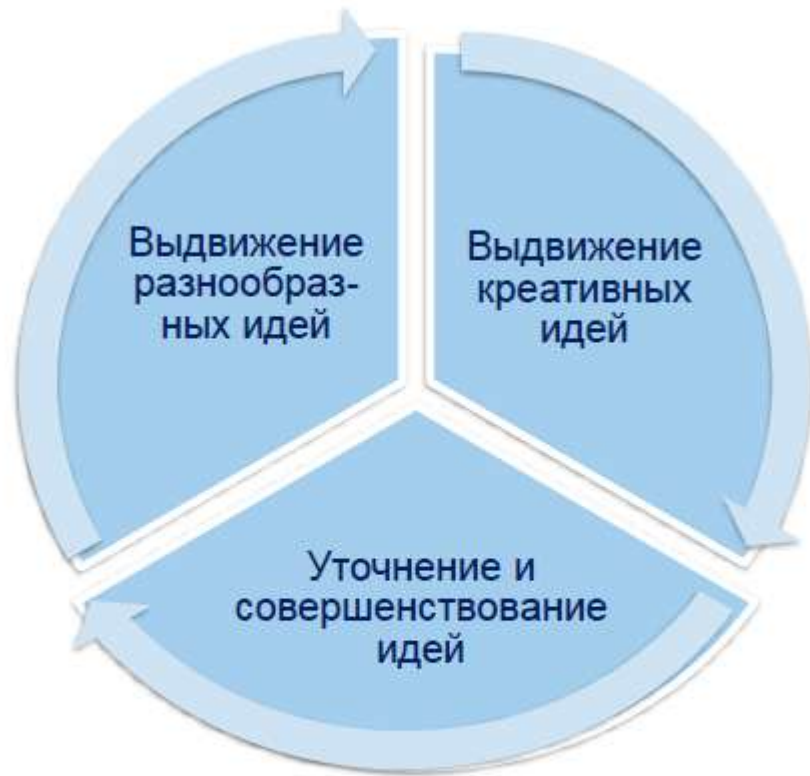 Выдвижение
разнообраз-
ных идей
Выдвижение
креативных
идей
Уточнение и
совершенствование
идей